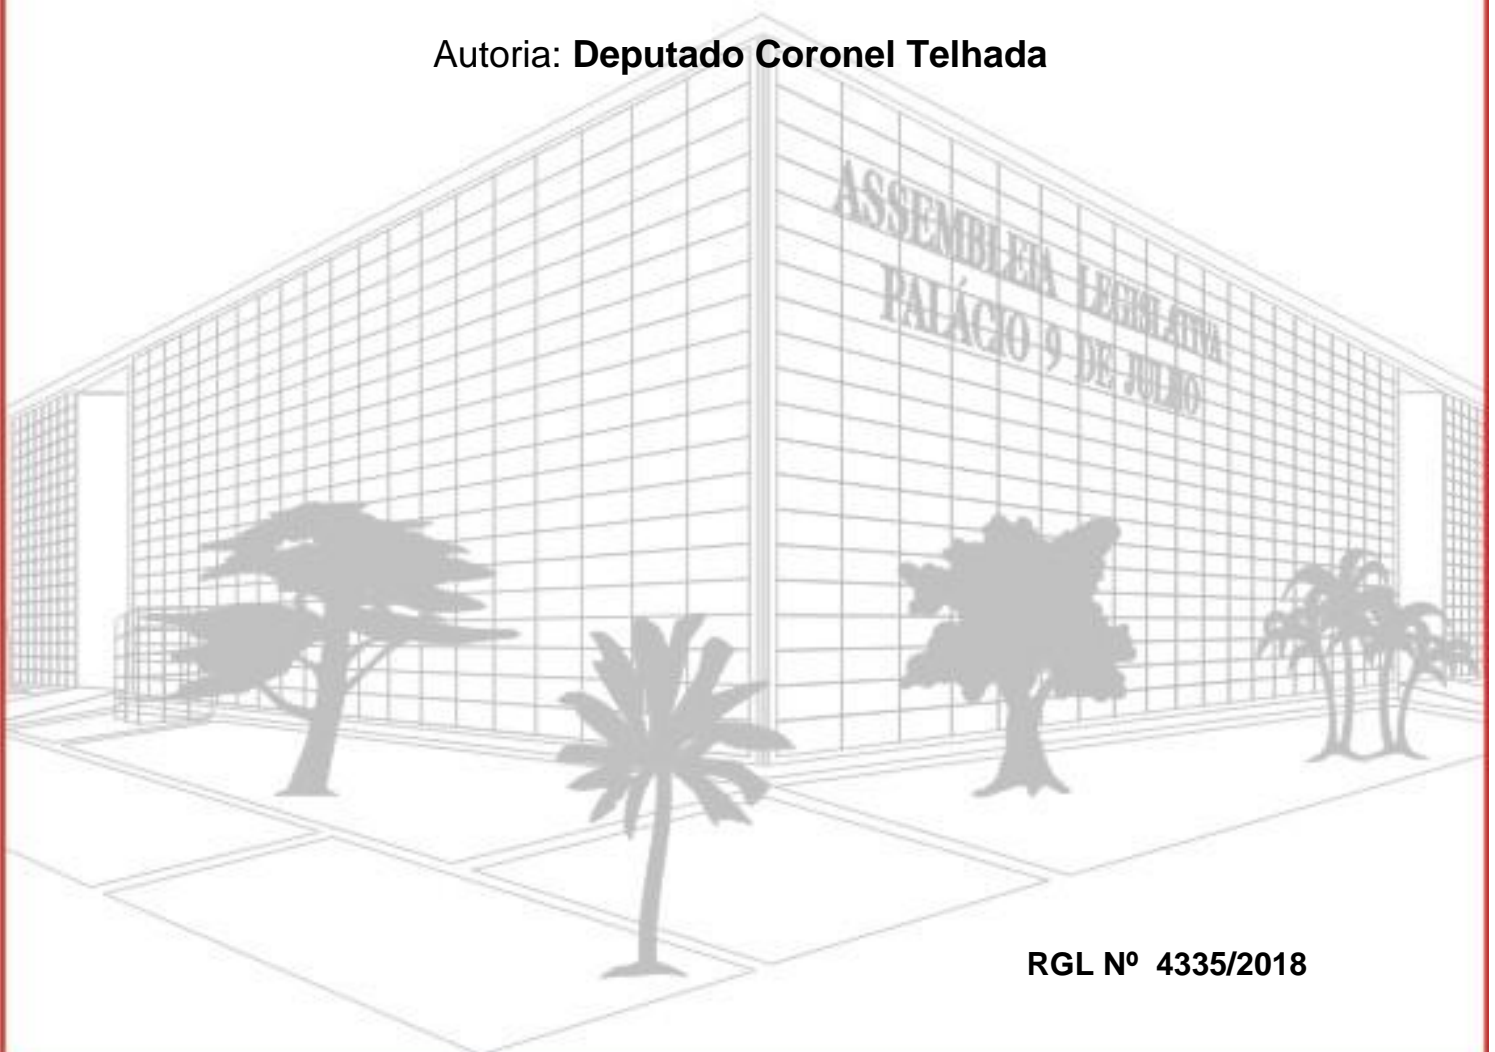 Autoria: Deputado Coronel Telhada
ASSEMBLEIA LEGISLATIVA
PALÁCIO 9 DE JULHO
RGL Nº 4335/2018